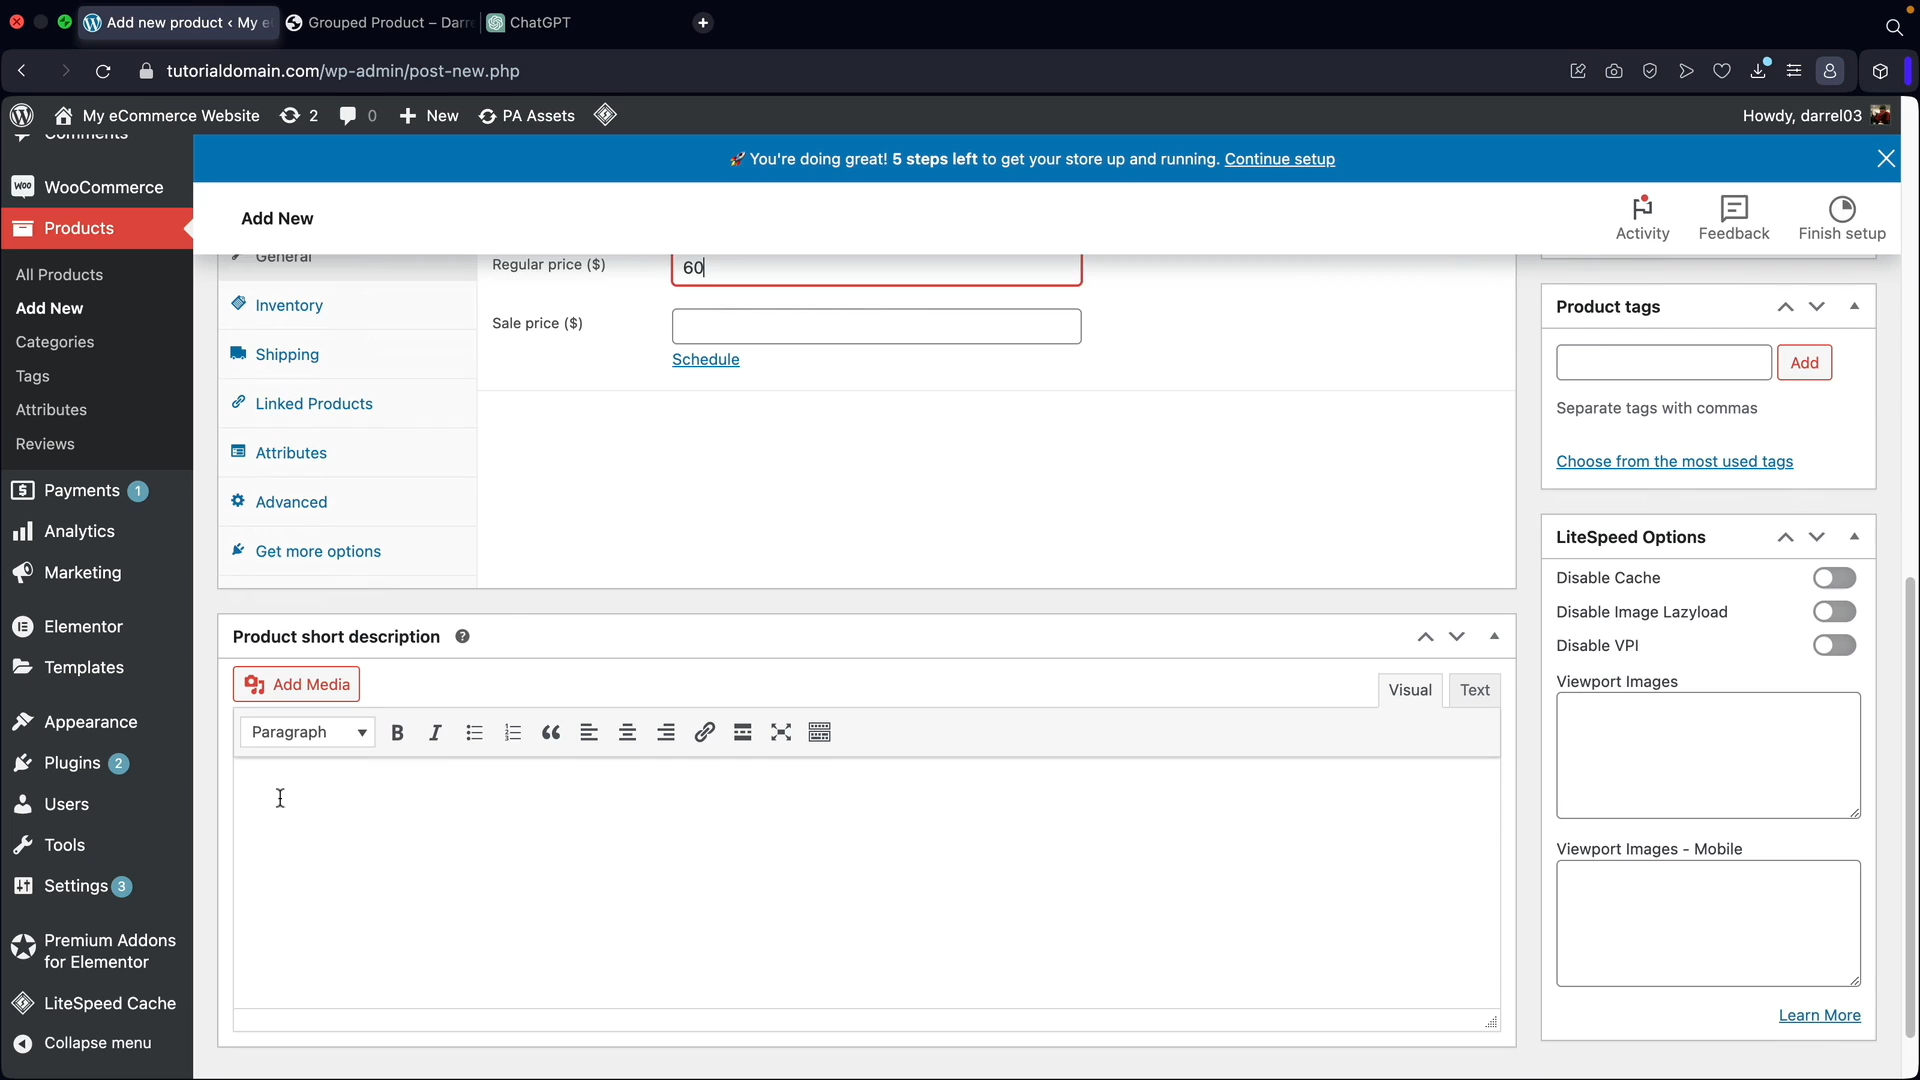 Add new product ‹ My e
Grouped Product – Darre
ChatGPT
tutorialdomain.com/wp-admin/post-new.php
My eCommerce Website
2
0
New
PA Assets
Howdy, darrel03
Comments
🚀 You're doing great! 5 steps left to get your store up and running. Continue setup
WooCommerce
Products
Add New
Activity
Feedback
Finish setup
All Products
Add New
Categories
Tags
Attributes
Reviews
Payments 1
Analytics
Marketing
Elementor
Templates
Appearance
Plugins 2
Users
Tools
Settings 3
Premium Addons
for Elementor
LiteSpeed Cache
Collapse menu
General
Inventory
Shipping
Linked Products
Attributes
Advanced
Get more options
Regular price ($)
60
Sale price ($)
Schedule
Product short description
Add Media
Visual
Text
Paragraph
Product tags
Add
Separate tags with commas
Choose from the most used tags
LiteSpeed Options
Disable Cache
Disable Image Lazyload
Disable VPI
Viewport Images
Viewport Images - Mobile
Learn More